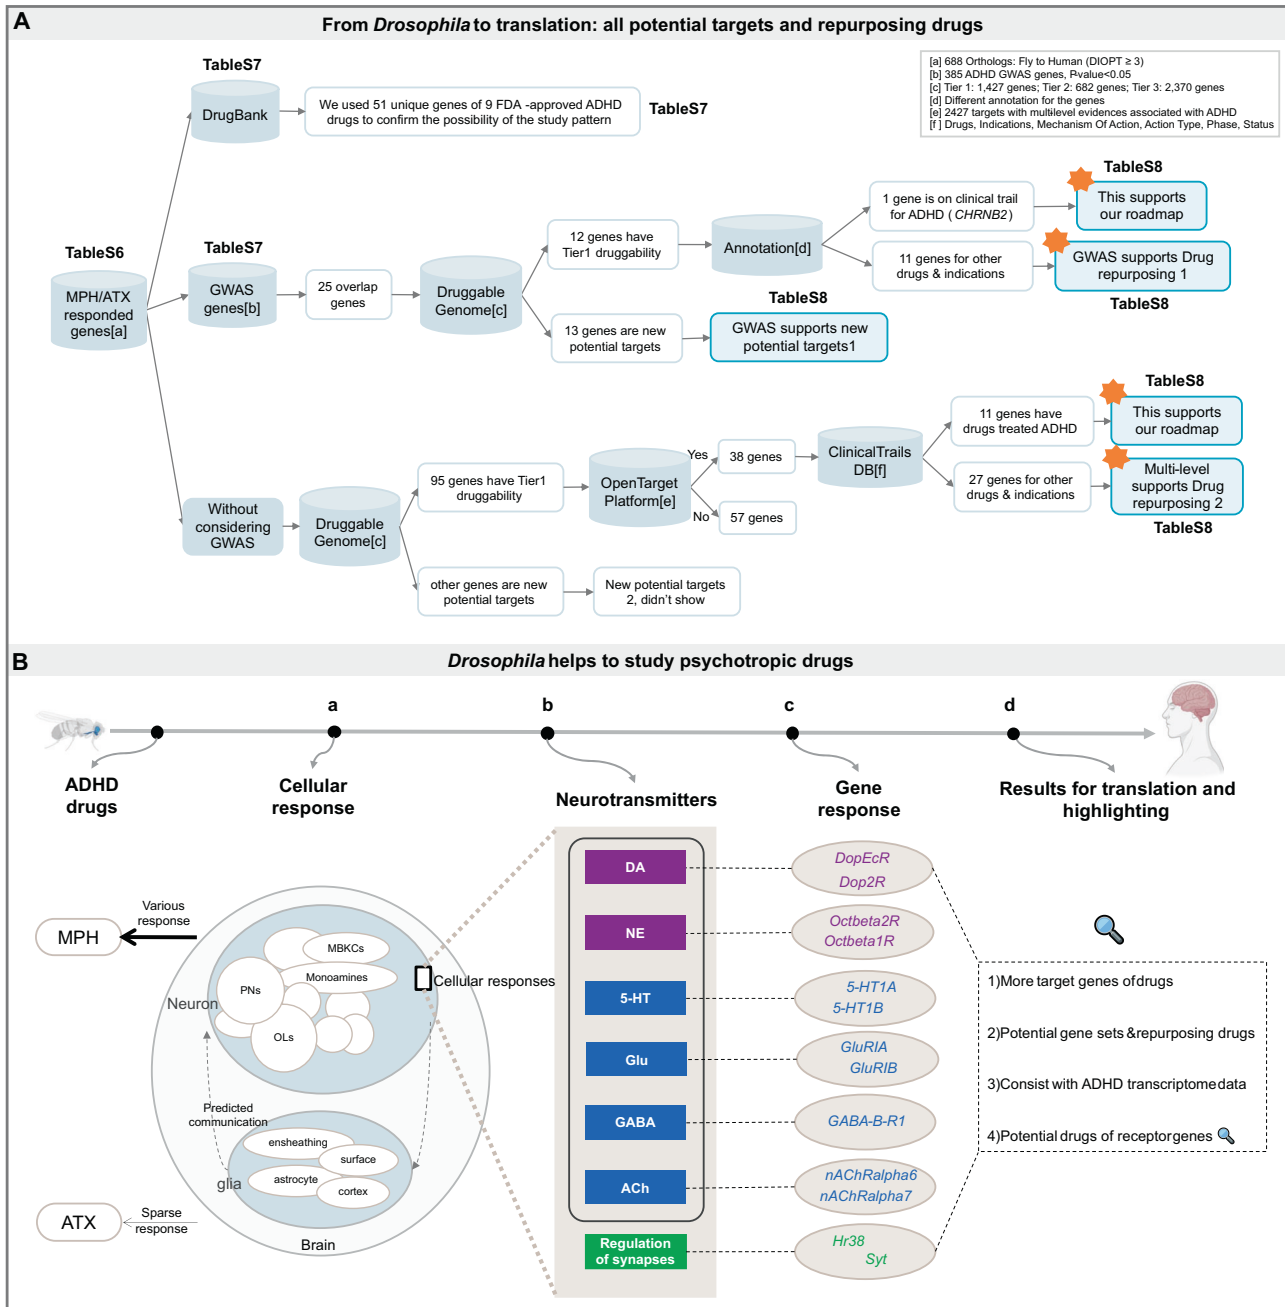 A
From Drosophila to translation: all potential targets and repurposing drugs
[a] 688 Orthologs: Fly to Human (DIOPT ≥ 3)
[b] 385 ADHD GWAS genes, P-value<0.05
[c] Tier 1: 1,427 genes; Tier 2: 682 genes; Tier 3: 2,370 genes
[d] Different annotation for the genes
[e] 2427 targets with multi-level evidences associated with ADHD
[f] Drugs, Indications, Mechanism Of Action, Action Type, Phase, Status
TableS7
DrugBank
We used 51 unique genes of 9 FDA -approved ADHD
drugs to confirm the possibility of the study pattern
TableS7
TableS6
MPH/ATX
responded
genes[a]
TableS7
GWAS
genes[b]
25 overlap
genes
Druggable
Genome[c]
12 genes have
Tier1 druggability
Annotation[d]
1 gene is on clinical trail
for ADHD (CHRNB2)
TableS8
This supports
our roadmap
11 genes for other
drugs & indications
GWAS supports Drug
repurposing 1
TableS8
13 genes are new
potential targets
TableS8
GWAS supports new
potential targets1
Without
considering
GWAS
Druggable
Genome[c]
95 genes have Tier1
druggability
OpenTarget
Platform[e]
Yes
38 genes
No
57 genes
ClinicalTrails
DB[f]
11 genes have
drugs treated ADHD
TableS8
This supports
our roadmap
27 genes for other
drugs & indications
Multi-level
supports Drug
repurposing 2
TableS8
other genes are new
potential targets
New potential targets
2, didn't show
B
Drosophila helps to study psychotropic drugs
a
b
c
d
ADHD
drugs
Cellular
response
Neurotransmitters
Gene
response
Results for translation and
highlighting
MPH
Various
response
ATX
Sparse
response
Neuron
MBKCs
Monoamines
PNs
OLs
Cellular responses
Predicted
communication
glia
ensheathing
surface
astrocyte
cortex
Brain
DA
NE
5-HT
Glu
GABA
ACh
Regulation
of synapses
DopEcR
Dop2R
Octbeta2R
Octbeta1R
5-HT1A
5-HT1B
GluRIA
GluRIB
GABA-B-R1
nAChRalpha6
nAChRalpha7
Hr38
Syt
1)More target genes of drugs
2)Potential gene sets & repurposing drugs
3)Consist with ADHD transcriptome data
4)Potential drugs of receptor genes